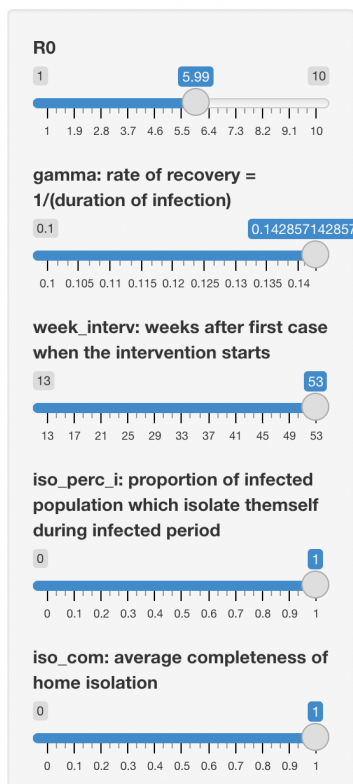 R0
1 5.99 10
1 1.9 2.8 3.7 4.6 5.5 6.4 7.3 8.2 9.1 10
gamma: rate of recovery =
1/(duration of infection)
0.1 0.142857142857
0.1 0.105 0.11 0.115 0.12 0.125 0.13 0.135 0.14
week_interv: weeks after first case
when the intervention starts
13 53
13 17 21 25 29 33 37 41 45 49 53
iso_perc_i: proportion of infected
population which isolate themself
during infected period
0 1
0 0.1 0.2 0.3 0.4 0.5 0.6 0.7 0.8 0.9 1
iso_com: average completeness of
home isolation
0 1
0 0.1 0.2 0.3 0.4 0.5 0.6 0.7 0.8 0.9 1